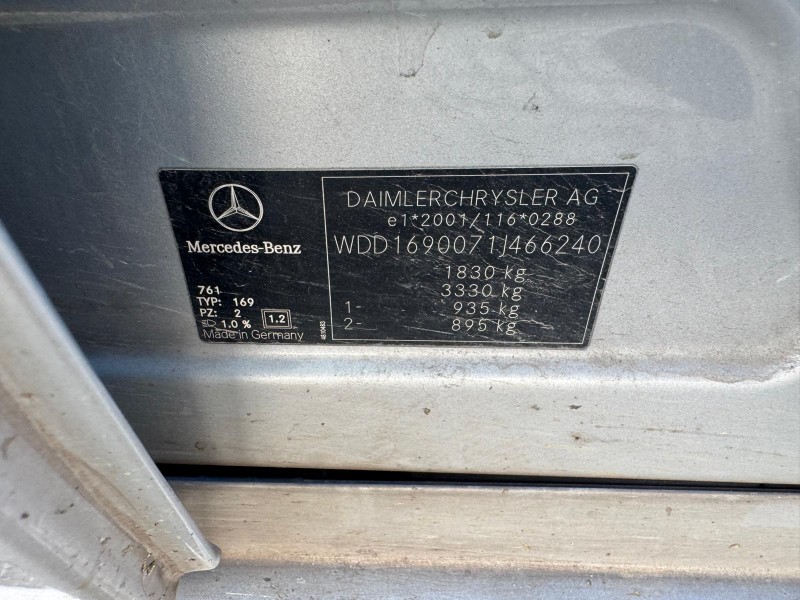 Mercedes-Benz
761
TYP: 169
PZ: 2
1.0 %
1.2
Made in Germany
DAIMLERCHRYSLER AG
e1*2001/116*0288
WDD1690071J466240
1830 kg
3330 kg
1- 935 kg
2- 895 kg